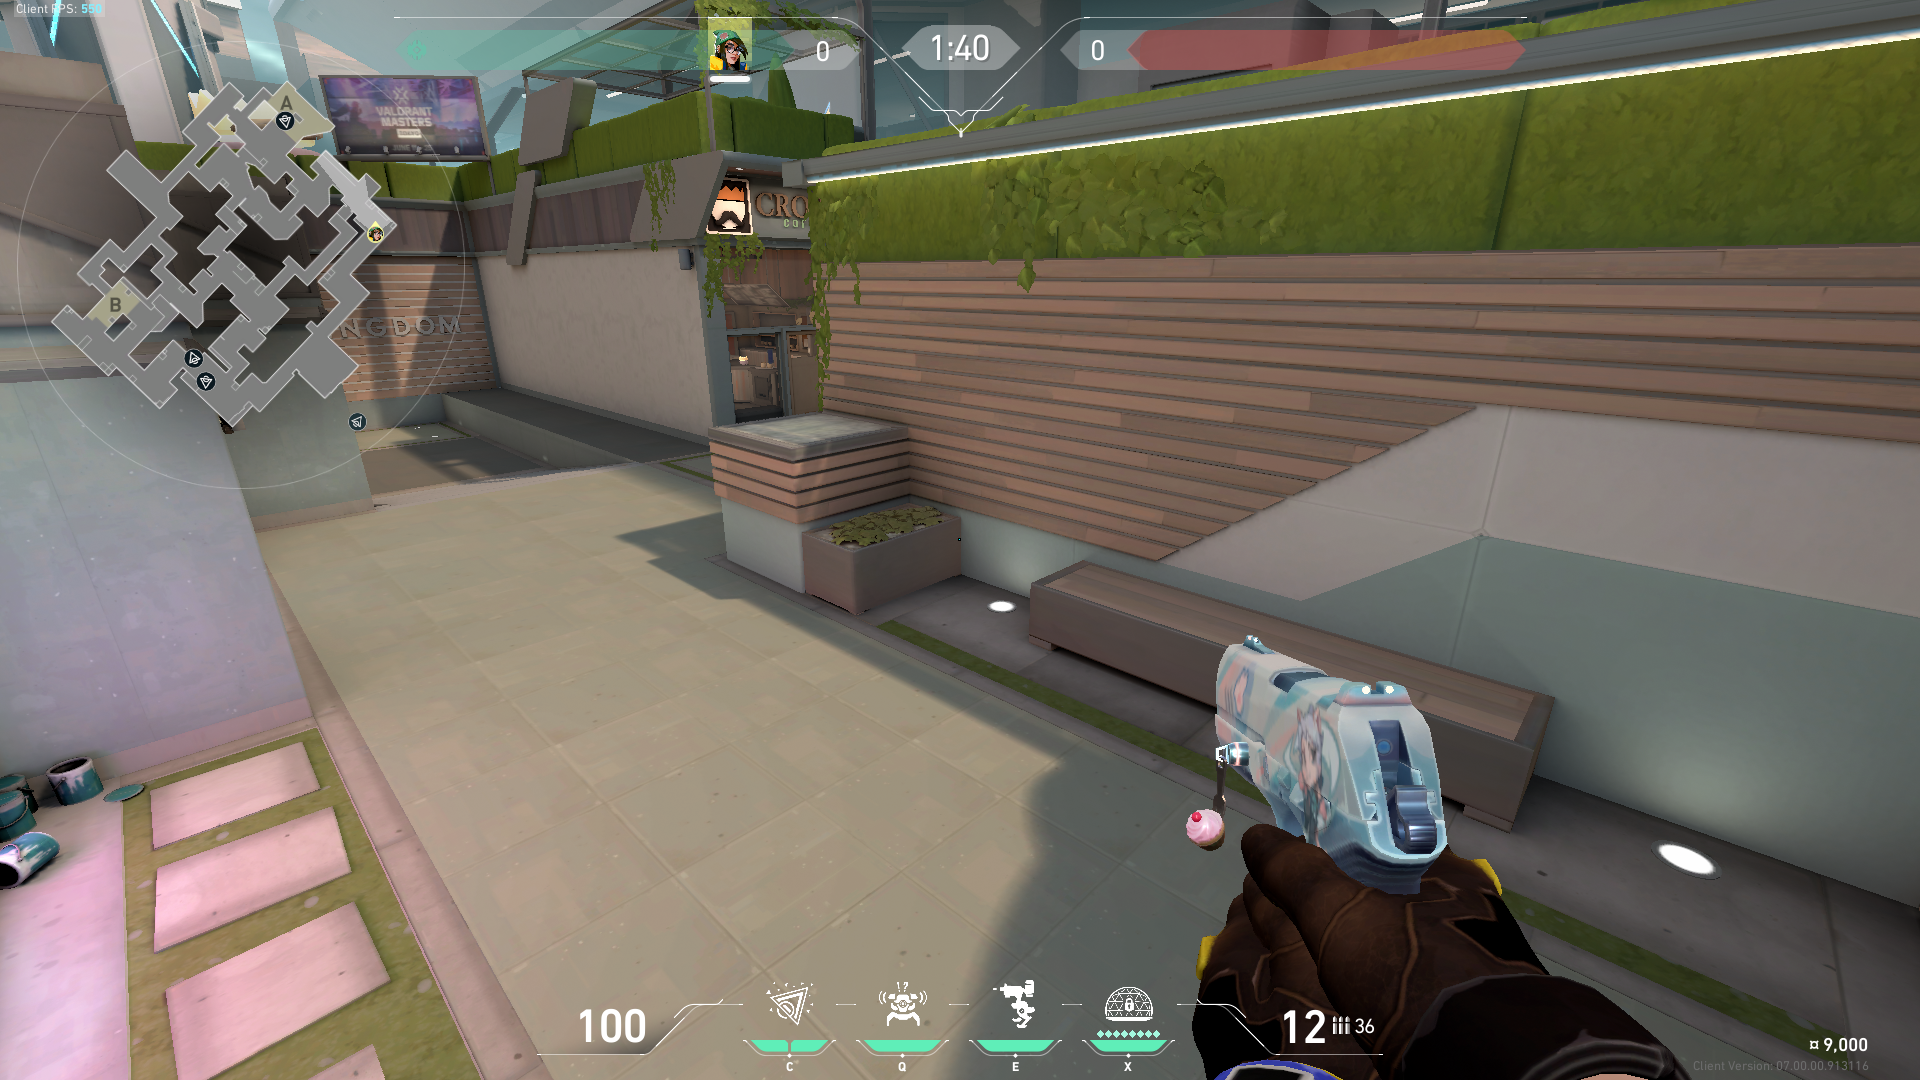 Client FPS: 550
0
1:40
0
A
VALORANT
MASTERS
CRO
B
NGDOM
!?
100
12
36
C
Q
E
X
¤ 9,000
Client Version: 07.00.00.913116